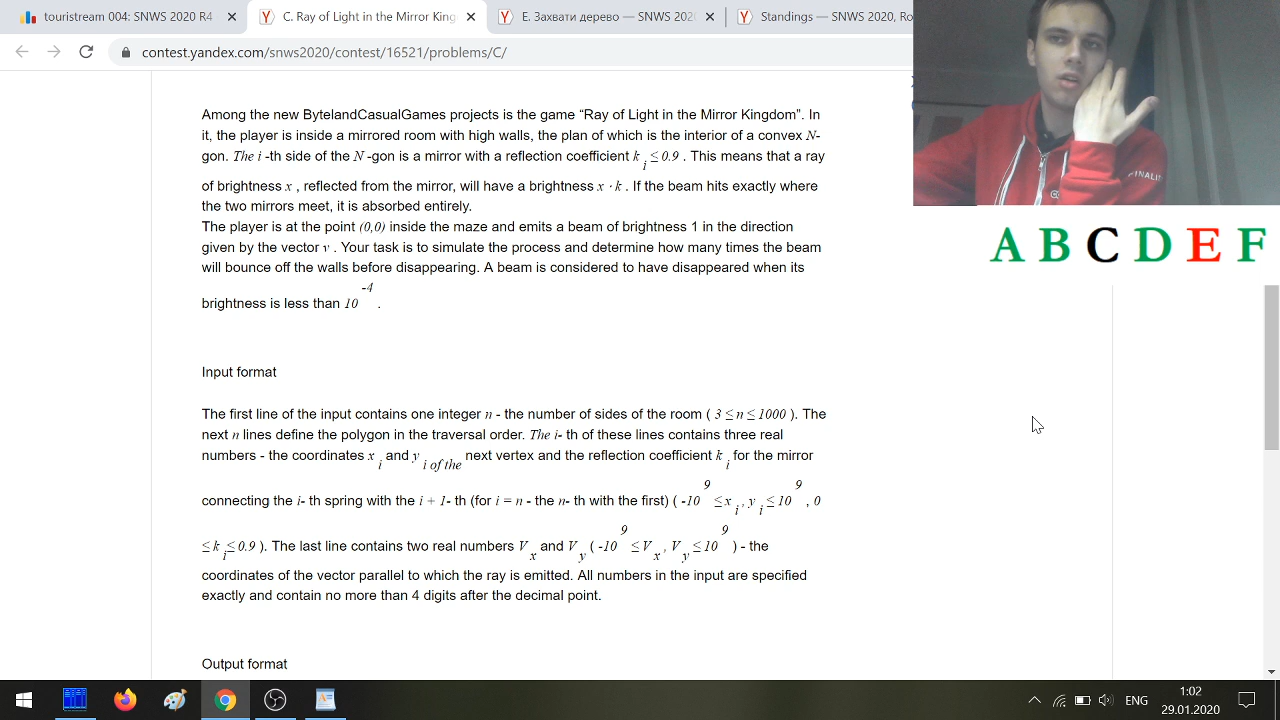 touristream 004: SNWS 2020 R4
C. Ray of Light in the Mirror King
E. Захвати дерево — SNWS 202
Standings — SNWS 2020, Ro
contest.yandex.com/snws2020/contest/16521/problems/C/
Among the new BytelandCasualGames projects is the game “Ray of Light in the Mirror Kingdom”. In
it, the player is inside a mirrored room with high walls, the plan of which is the interior of a convex N-
gon. The i -th side of the N -gon is a mirror with a reflection coefficient k i ≤ 0.9 . This means that a ray
of brightness x , reflected from the mirror, will have a brightness x · k . If the beam hits exactly where
the two mirrors meet, it is absorbed entirely.
The player is at the point (0,0) inside the maze and emits a beam of brightness 1 in the direction
given by the vector v . Your task is to simulate the process and determine how many times the beam
will bounce off the walls before disappearing. A beam is considered to have disappeared when its
brightness is less than 10 -4 .
Input format
The first line of the input contains one integer n - the number of sides of the room ( 3 ≤ n ≤ 1000 ). The
next n lines define the polygon in the traversal order. The i- th of these lines contains three real
numbers - the coordinates x i and y i of the next vertex and the reflection coefficient k i for the mirror
connecting the i- th spring with the i + 1- th (for i = n - the n- th with the first) ( -10 9 ≤ x i , y i ≤ 10 9 , 0
≤ k i ≤ 0.9 ). The last line contains two real numbers V x and V y ( -10 9 ≤ V x , V y ≤ 10 9 ) - the
coordinates of the vector parallel to which the ray is emitted. All numbers in the input are specified
exactly and contain no more than 4 digits after the decimal point.
Output format
A B C D E F
ENG
1:02
29.01.2020